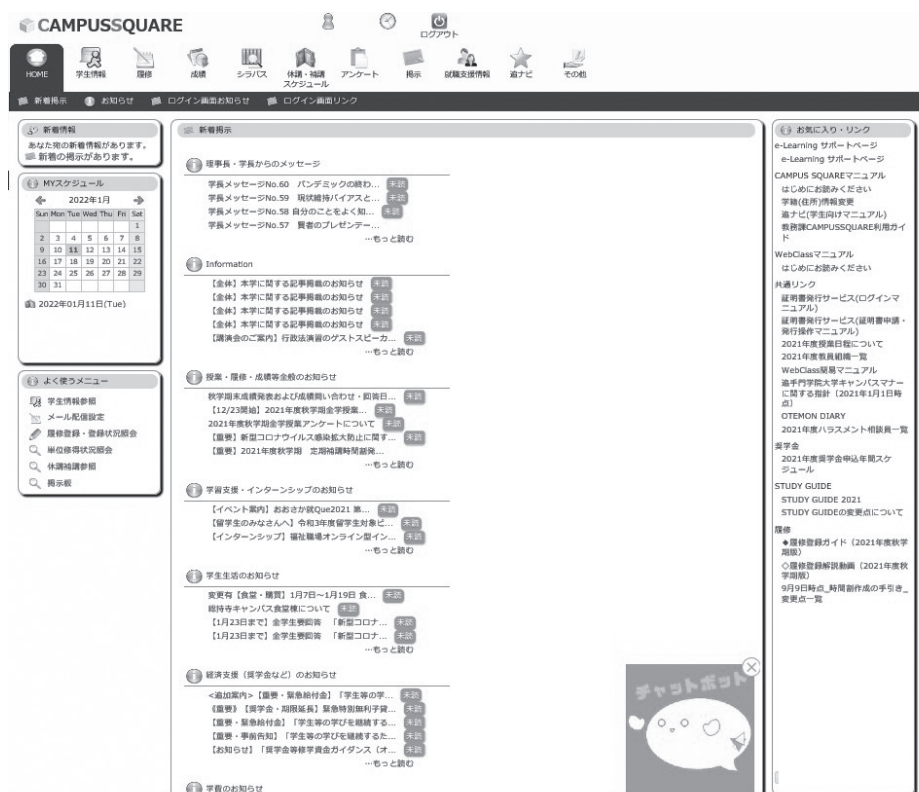 CAMPUSSQUARE
ログアウト
HOME
学生情報
履修
成績
シラバス
休講・補講
スケジュール
アンケート
掲示
就職支援情報
追ナビ
その他
新着掲示
お知らせ
ログイン画面お知らせ
ログイン画面リンク
新着情報
あなた宛の新着情報があります。
新着の掲示があります。
MYスケジュール
2022年1月
Sun Mon Tue Wed Thu Fri Sat
1
2 3 4 5 6 7 8
9 10 11 12 13 14 15
16 17 18 19 20 21 22
23 24 25 26 27 28 29
30 31
2022年01月11日(Tue)
よく使うメニュー
学生情報参照
メール配信設定
履修登録・登録状況照会
単位修得状況照会
休講補講参照
掲示板
新着掲示
理事長・学長からのメッセージ
学長メッセージNo.60 パンデミックの終わ... 未読
学長メッセージNo.59 現状維持バイアスと... 未読
学長メッセージNo.58 自分のことをよく知... 未読
学長メッセージNo.57 賢者のプレゼンテー...
…もっと読む
Information
【全体】本学に関する記事掲載のお知らせ 未読
【全体】本学に関する記事掲載のお知らせ 未読
【全体】本学に関する記事掲載のお知らせ 未読
【全体】本学に関する記事掲載のお知らせ 未読
【講演会のご案内】行政法演習のゲストスピーカ... 未読
…もっと読む
授業・履修・成績等全般のお知らせ
秋学期末成績発表および成績問い合わせ・回答日... 未読
【12/23開始】2021年度秋学期全学授業... 未読
2021年度秋学期全学授業アンケートについて 未読
【重要】新型コロナウイルス感染拡大防止に関す... 未読
【重要】2021年度秋学期 定期補講時間割発...
…もっと読む
学習支援・インターンシップのお知らせ
【イベント案内】おおさか就Que2021 第... 未読
【留学生のみなさんへ】令和3年度留学生対象ビ... 未読
【インターンシップ】福祉職場オンライン型イン... 未読
…もっと読む
学生生活のお知らせ
変更有【食堂・購買】1月7日～1月19日 食... 未読
総持寺キャンパス食堂棟について 未読
【1月23日まで】全学生要回答 「新型コロナ... 未読
【1月23日まで】全学生要回答 「新型コロナ... 未読
…もっと読む
経済支援（奨学金など）のお知らせ
<追加案内>【重要・緊急給付金】「学生等の学... 未読
《重要》【奨学金・期限延長】緊急特別無利子貸... 未読
【重要・緊急給付金】「学生等の学びを継続する... 未読
【重要・事前告知】「学生等の学びを継続するた... 未読
【お知らせ】「奨学金等修学資金ガイダンス（オ... 未読
…もっと読む
学費のお知らせ
チャットボット
お気に入り・リンク
e-Learning サポートページ
e-Learning サポートページ
CAMPUS SQUAREマニュアル
はじめにお読みください
学籍(住所)情報変更
追ナビ(学生向けマニュアル)
教務課CAMPUSSQUARE利用ガイ
ド
WebClassマニュアル
はじめにお読みください
共通リンク
証明書発行サービス(ログインマ
ニュアル)
証明書発行サービス(証明書申請・
発行操作マニュアル)
2021年度授業日程について
2021年度教員組織一覧
WebClass簡易マニュアル
追手門学院大学キャンパスマナー
に関する指針（2021年1月1日時
点）
OTEMON DIARY
2021年度ハラスメント相談員一覧
奨学金
2021年度奨学金申込年間スケ
ジュール
STUDY GUIDE
STUDY GUIDE 2021
STUDY GUIDEの変更点について
履修
◆履修登録ガイド（2021年度秋学
期版）
◇履修登録解説動画（2021年度秋
学期版）
9月9日時点_時間割作成の手引き_
変更点一覧